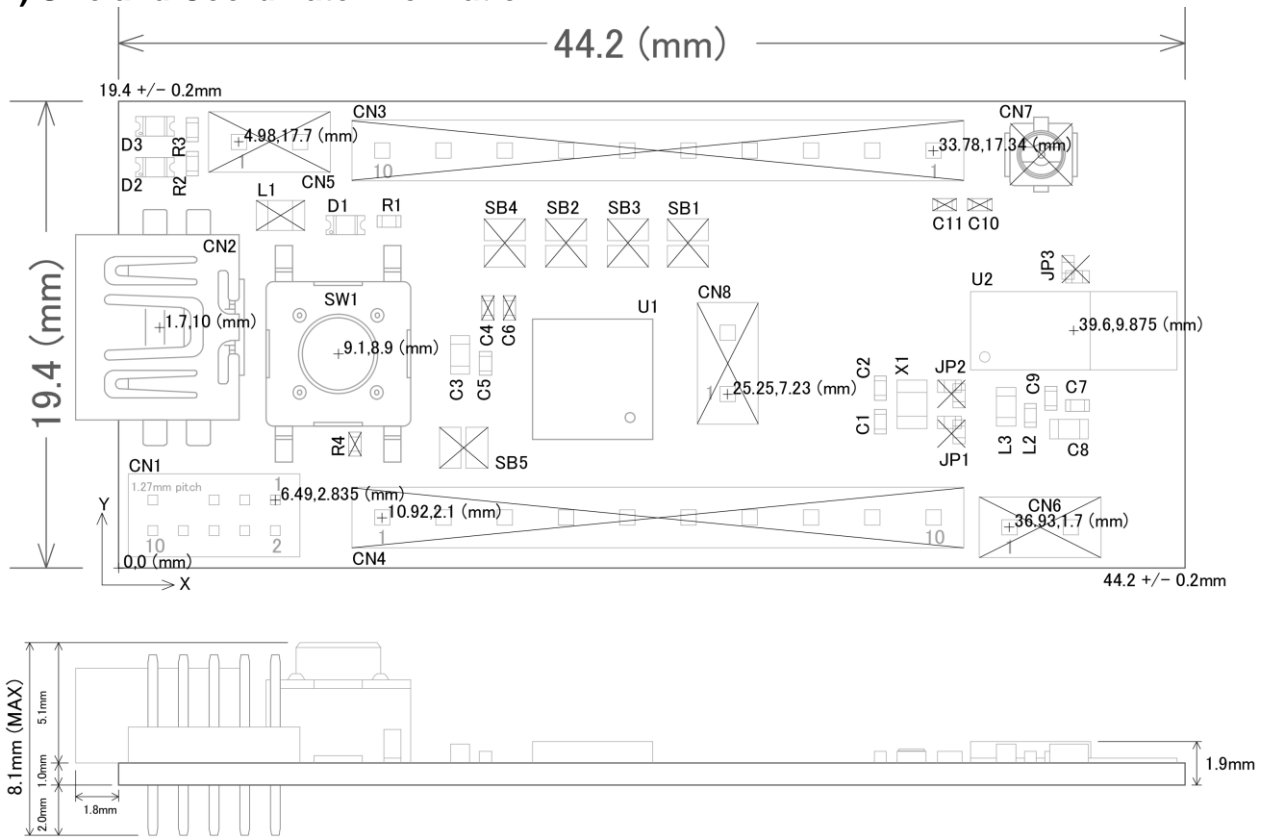 44.2 (mm)
19.4 +/- 0.2mm
CN3
CN7
D3
R3
4.98,17.7 (mm)
1
10
1
33.78,17.34 (mm)
D2
R2
CN5
L1
D1
R1
SB4
SB2
SB3
SB1
C11
C10
CN2
JP3
SW1
U1
CN8
U2
19.4 (mm)
1.7,10 (mm)
9.1,8.9 (mm)
C4
C6
39.6,9.875 (mm)
C3
C5
1
25.25,7.23 (mm)
C2
X1
JP2
C9
C7
C1
JP1
L3
L2
C8
R4
SB5
CN1
1.27mm pitch
1
6.49,2.835 (mm)
10.92,2.1 (mm)
CN6
36.93,1.7 (mm)
Y
10
2
1
10
1
0,0 (mm)
CN4
X
44.2 +/- 0.2mm
8.1mm (MAX)
5.1mm
1.0mm
2.0mm
1.8mm
1.9mm